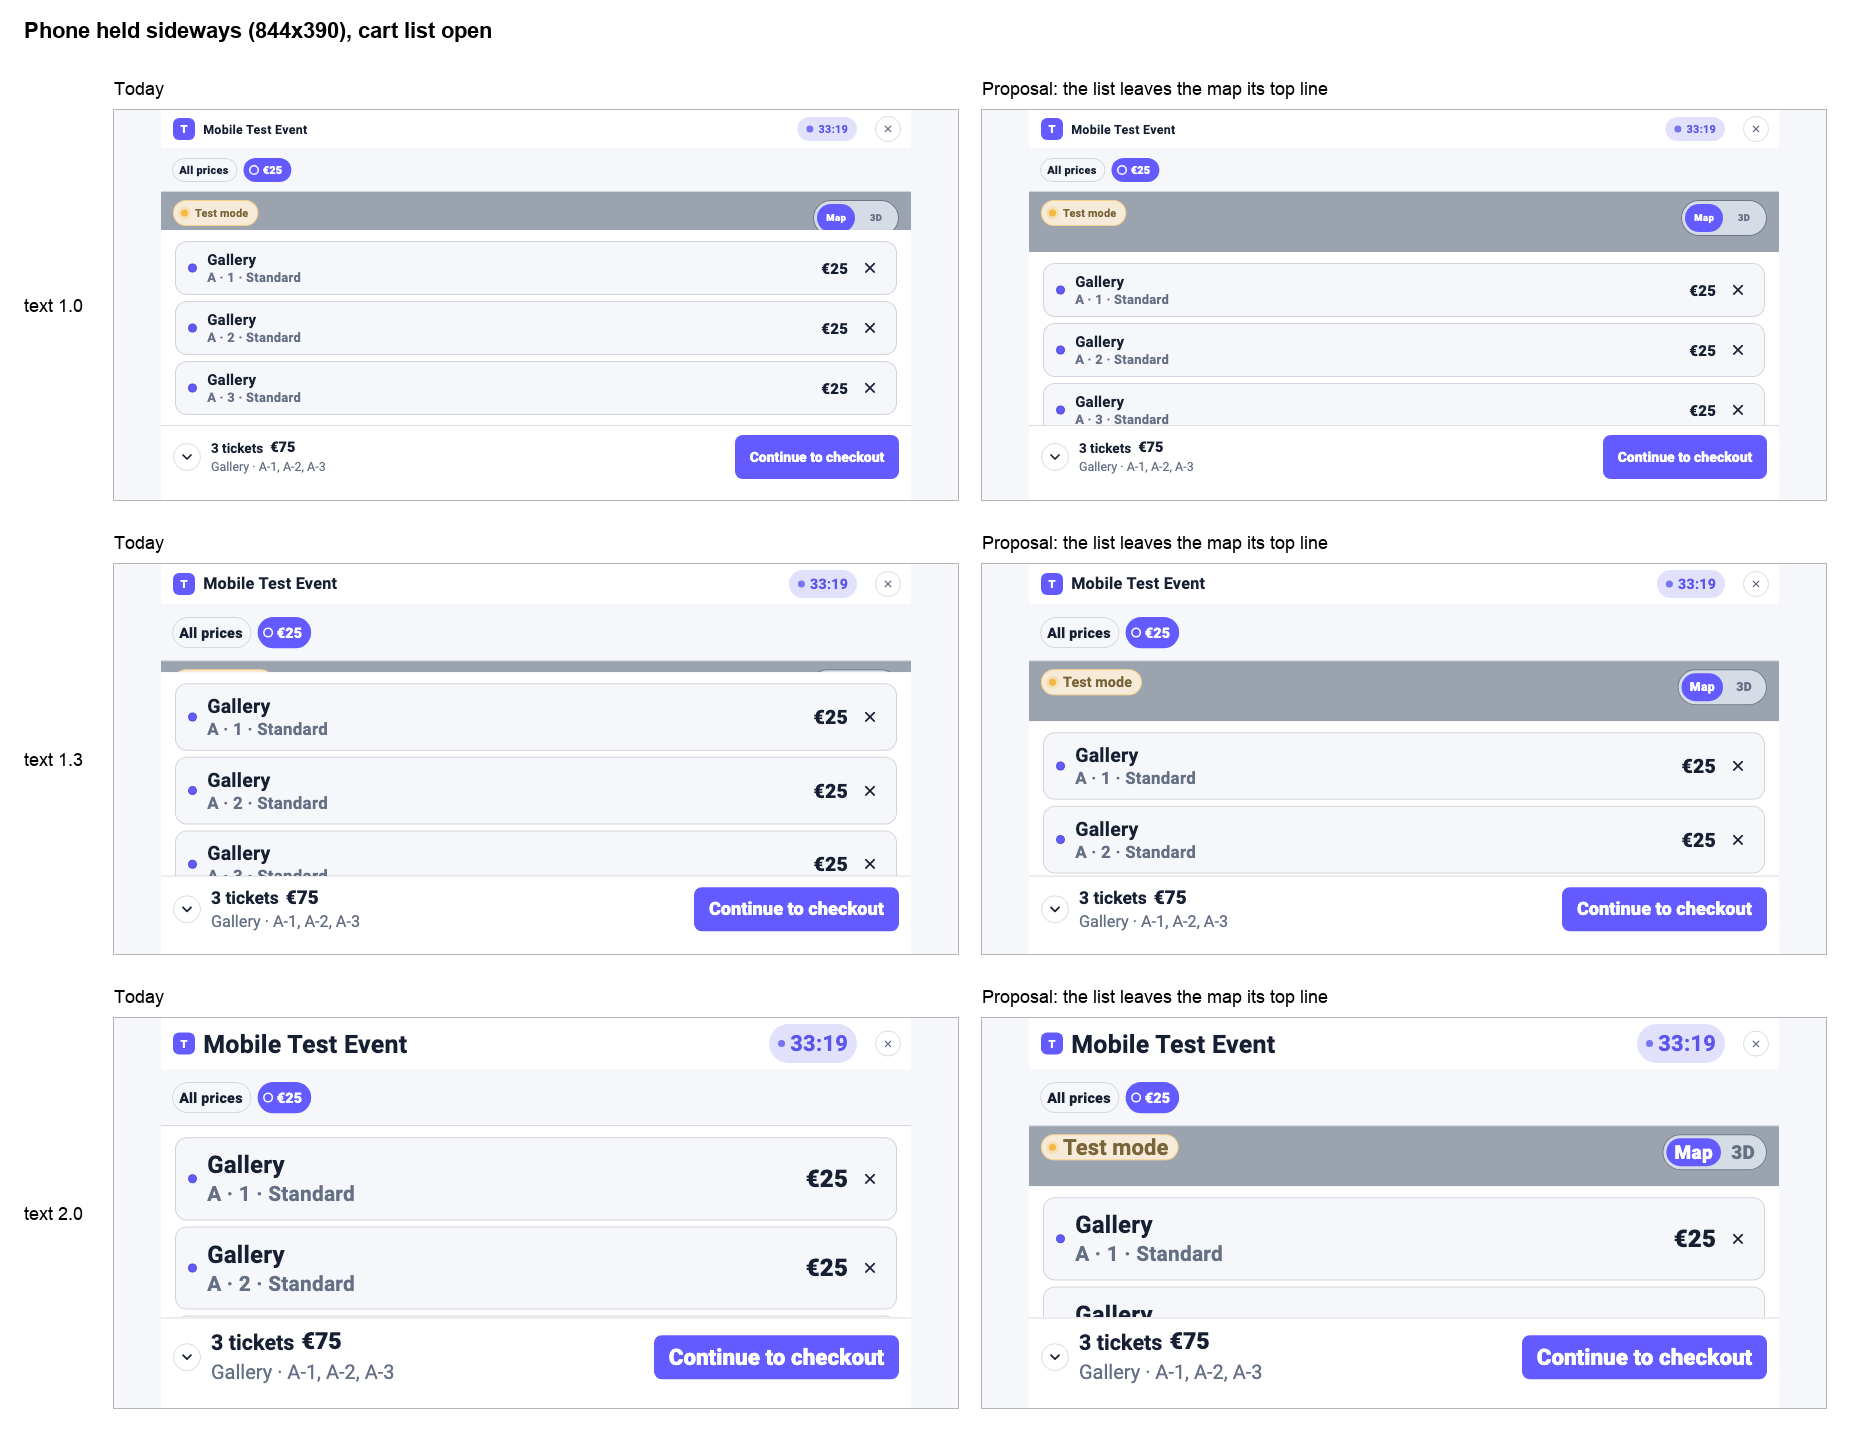 Phone held sideways (844x390), cart list open
Today
T Mobile Test Event 33:19
All prices €25
Test mode Map 3D
Gallery
A · 1 · Standard €25
Gallery
A · 2 · Standard €25
Gallery
A · 3 · Standard €25
3 tickets €75
Gallery · A-1, A-2, A-3
Continue to checkout
Proposal: the list leaves the map its top line
T Mobile Test Event 33:19
All prices €25
Test mode Map 3D
Gallery
A · 1 · Standard €25
Gallery
A · 2 · Standard €25
Gallery
A · 3 · Standard €25
3 tickets €75
Gallery · A-1, A-2, A-3
Continue to checkout
text 1.0
Today
T Mobile Test Event 33:19
All prices €25
Gallery
A · 1 · Standard €25
Gallery
A · 2 · Standard €25
Gallery
A · 3 · Standard €25
3 tickets €75
Gallery · A-1, A-2, A-3
Continue to checkout
Proposal: the list leaves the map its top line
T Mobile Test Event 33:19
All prices €25
Test mode Map 3D
Gallery
A · 1 · Standard €25
Gallery
A · 2 · Standard €25
3 tickets €75
Gallery · A-1, A-2, A-3
Continue to checkout
text 1.3
Today
T Mobile Test Event 33:19
All prices €25
Gallery
A · 1 · Standard €25
Gallery
A · 2 · Standard €25
3 tickets €75
Gallery · A-1, A-2, A-3
Continue to checkout
Proposal: the list leaves the map its top line
T Mobile Test Event 33:19
All prices €25
Test mode Map 3D
Gallery
A · 1 · Standard €25
Gallery
3 tickets €75
Gallery · A-1, A-2, A-3
Continue to checkout
text 2.0